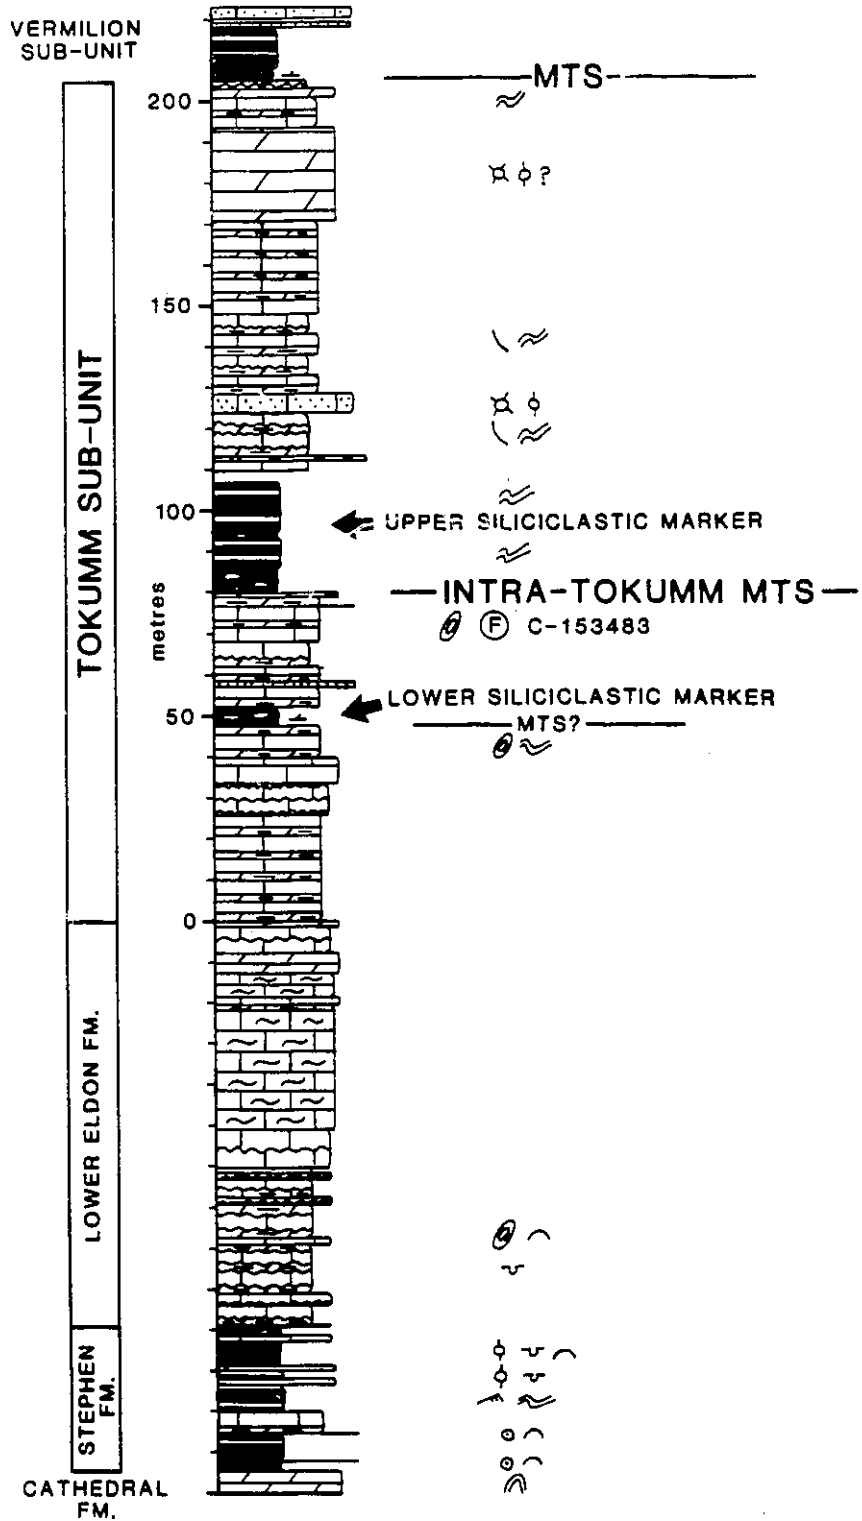 VERMILION
SUB-UNIT
MTS
200
?
150
TOKUMM SUB-UNIT
100
UPPER SILICICLASTIC MARKER
metres
INTRA-TOKUMM MTS
F C-153483
LOWER SILICICLASTIC MARKER
50
MTS?
0
LOWER ELDON FM.
STEPHEN
FM.
CATHEDRAL
FM.